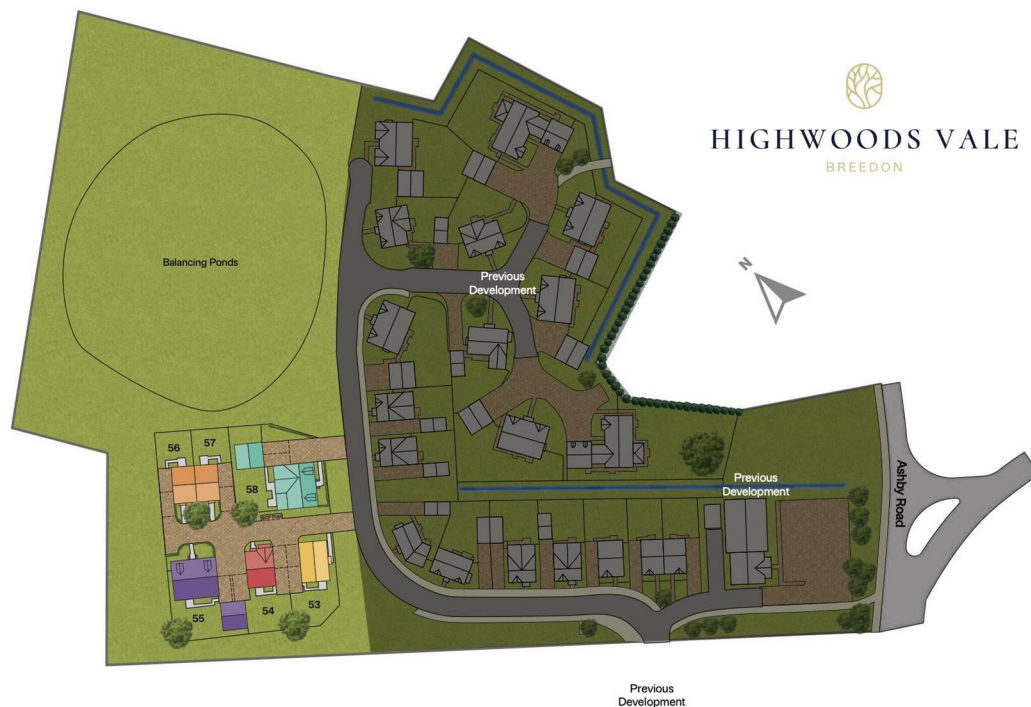 HIGHWOODS VALE
BREEDON
N
Balancing Ponds
Previous
Development
56
57
58
55
54
53
Previous
Development
Ashby Road
Previous
Development